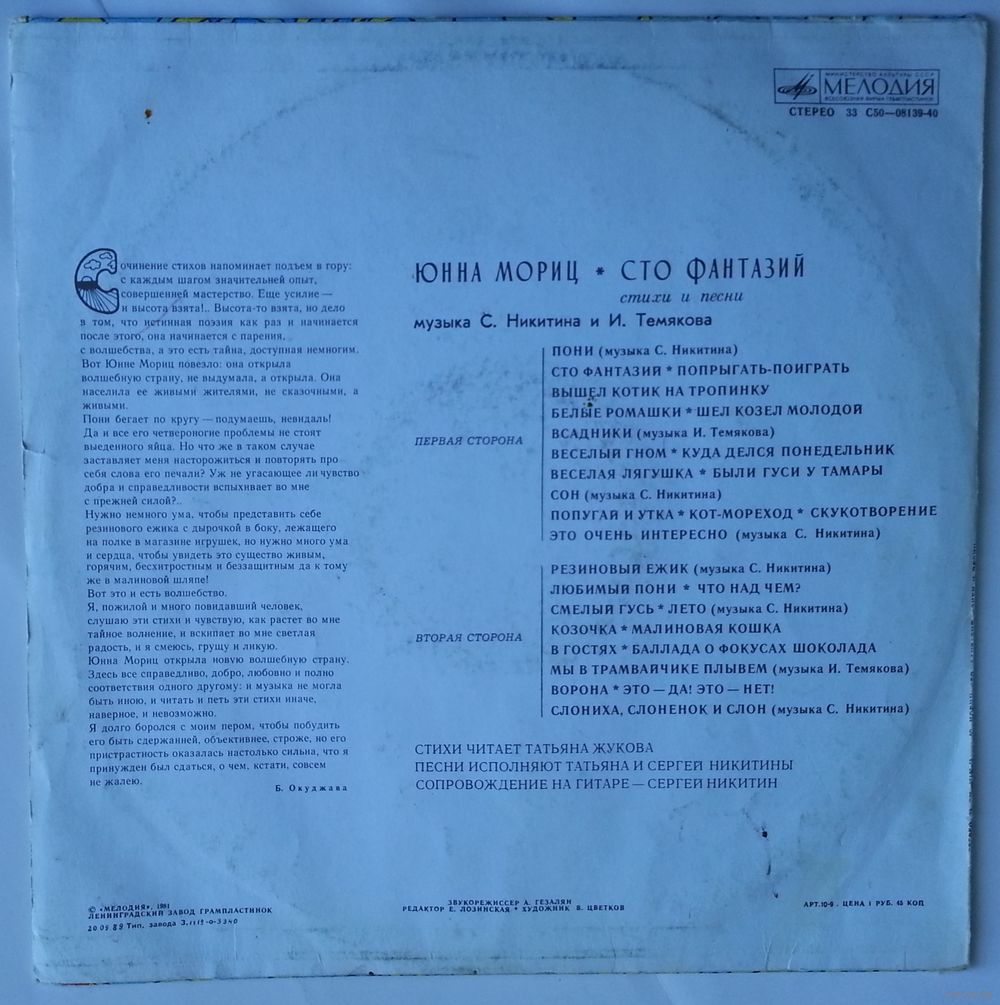 МИНИСТЕРСТВО КУЛЬТУРЫ СССР
МЕЛОДИЯ
ВСЕСОЮЗНАЯ ФИРМА ГРАМПЛАСТИНОК
СТЕРЕО 33 С50—08139-40
Сочинение стихов напоминает подъем в гору:
с каждым шагом значительней опыт,
совершенней мастерство. Еще усилие —
и высота взята!.. Высота-то взята, но дело
в том, что истинная поэзия как раз и начинается
после этого, она начинается с парения,
с волшебства, а это есть тайна, доступная немногим.
Вот Юнне Мориц повезло: она открыла
волшебную страну, не выдумала, а открыла. Она
населила ее живыми жителями, не сказочными, а
живыми.
Пони бегает по кругу — подумаешь, невидаль!
Да и все его четвероногие проблемы не стоят
выеденного яйца. Но что же в таком случае
заставляет меня насторожиться и повторять про
себя слова его печали? Уж не угасающее ли чувство
добра и справедливости вспыхивает во мне
с прежней силой?..
Нужно немного ума, чтобы представить себе
резинового ежика с дырочкой в боку, лежащего
на полке в магазине игрушек, но нужно много ума
и сердца, чтобы увидеть это существо живым,
горячим, бесхитростным и беззащитным да к тому
же в малиновой шляпе!
Вот это и есть волшебство.
Я, пожилой и много повидавший человек,
слушаю эти стихи и чувствую, как растет во мне
тайное волнение, и вскипает во мне светлая
радость, и я смеюсь, грущу и ликую.
Юнна Мориц открыла новую волшебную страну.
Здесь все справедливо, добро, любовно и полно
соответствия одного другому: и музыка не могла
быть иною, и читать и петь эти стихи иначе,
наверное, и невозможно.
Я долго боролся с моим пером, чтобы побудить
его быть сдержанней, объективнее, строже, но его
пристрастность оказалась настолько сильна, что я
принужден был сдаться, о чем, кстати, совсем
не жалею.
Б. Окуджава
ЮННА МОРИЦ * СТО ФАНТАЗИЙ
стихи и песни
музыка С. Никитина и И. Темякова
ПЕРВАЯ СТОРОНА
ПОНИ (музыка С. Никитина)
СТО ФАНТАЗИЙ * ПОПРЫГАТЬ-ПОИГРАТЬ
ВЫШЕЛ КОТИК НА ТРОПИНКУ
БЕЛЫЕ РОМАШКИ * ШЕЛ КОЗЕЛ МОЛОДОЙ
ВСАДНИКИ (музыка И. Темякова)
ВЕСЕЛЫЙ ГНОМ * КУДА ДЕЛСЯ ПОНЕДЕЛЬНИК
ВЕСЕЛАЯ ЛЯГУШКА * БЫЛИ ГУСИ У ТАМАРЫ
СОН (музыка С. Никитина)
ПОПУГАЙ И УТКА * КОТ-МОРЕХОД * СКУКОТВОРЕНИЕ
ЭТО ОЧЕНЬ ИНТЕРЕСНО (музыка С. Никитина)
ВТОРАЯ СТОРОНА
РЕЗИНОВЫЙ ЕЖИК (музыка С. Никитина)
ЛЮБИМЫЙ ПОНИ * ЧТО НАД ЧЕМ?
СМЕЛЫЙ ГУСЬ * ЛЕТО (музыка С. Никитина)
КОЗОЧКА * МАЛИНОВАЯ КОШКА
В ГОСТЯХ * БАЛЛАДА О ФОКУСАХ ШОКОЛАДА
МЫ В ТРАМВАЙЧИКЕ ПЛЫВЕМ (музыка И. Темякова)
ВОРОНА * ЭТО — ДА! ЭТО — НЕТ!
СЛОНИХА, СЛОНЕНОК И СЛОН (музыка С. Никитина)
СТИХИ ЧИТАЕТ ТАТЬЯНА ЖУКОВА
ПЕСНИ ИСПОЛНЯЮТ ТАТЬЯНА И СЕРГЕЙ НИКИТИНЫ
СОПРОВОЖДЕНИЕ НА ГИТАРЕ — СЕРГЕЙ НИКИТИН
© «МЕЛОДИЯ», 1981
ЛЕНИНГРАДСКИЙ ЗАВОД ГРАМПЛАСТИНОК
Тип. завода
ЗВУКОРЕЖИССЕР А. ГЕЗАЛЯН
РЕДАКТОР Е. ЛОЗИНСКАЯ * ХУДОЖНИК В. ЦВЕТКОВ
АРТ. 10-9. ЦЕНА 1 РУБ. 45 КОП